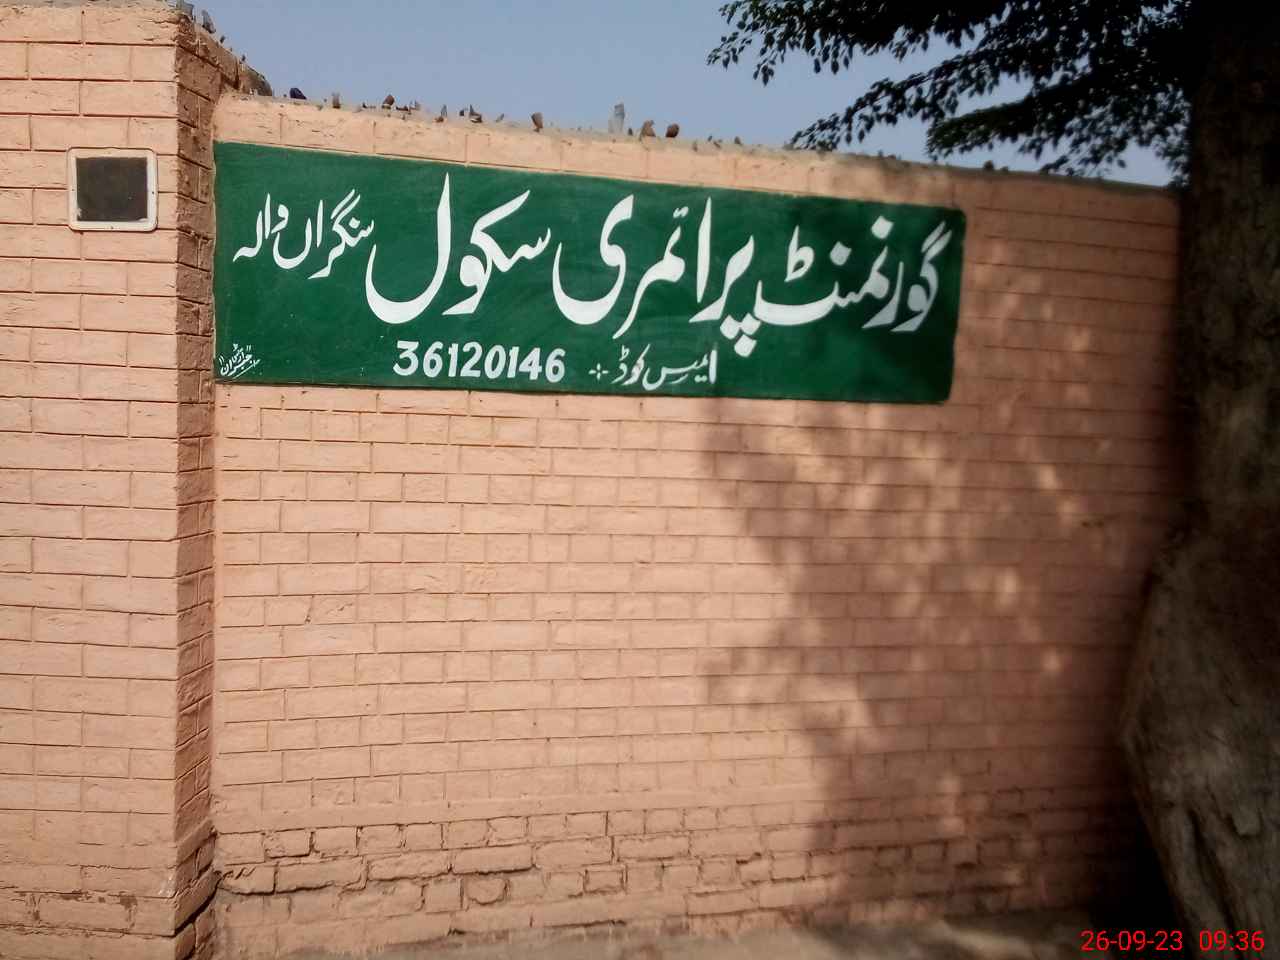 گورنمنٹ پرائمری سکول سنگراں والہ
ایمس کوڈ 36120146
26-09-23 09:36